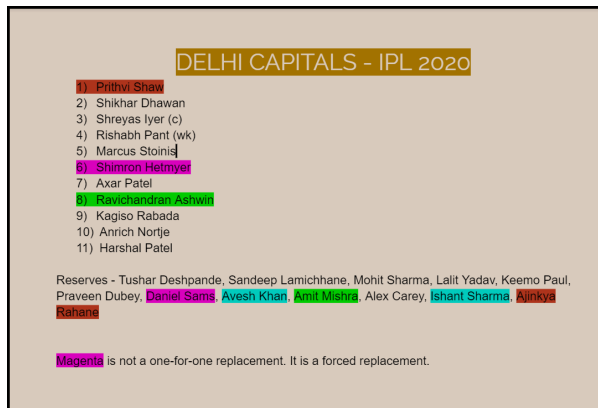 DELHI CAPITALS - IPL 2020
1) Prithvi Shaw
2) Shikhar Dhawan
3) Shreyas Iyer (c)
4) Rishabh Pant (wk)
5) Marcus Stoinis
6) Shimron Hetmyer
7) Axar Patel
8) Ravichandran Ashwin
9) Kagiso Rabada
10) Anrich Nortje
11) Harshal Patel
Reserves - Tushar Deshpande, Sandeep Lamichhane, Mohit Sharma, Lalit Yadav, Keemo Paul,
Praveen Dubey, Daniel Sams, Avesh Khan, Amit Mishra, Alex Carey, Ishant Sharma, Ajinkya
Rahane
Magenta is not a one-for-one replacement. It is a forced replacement.